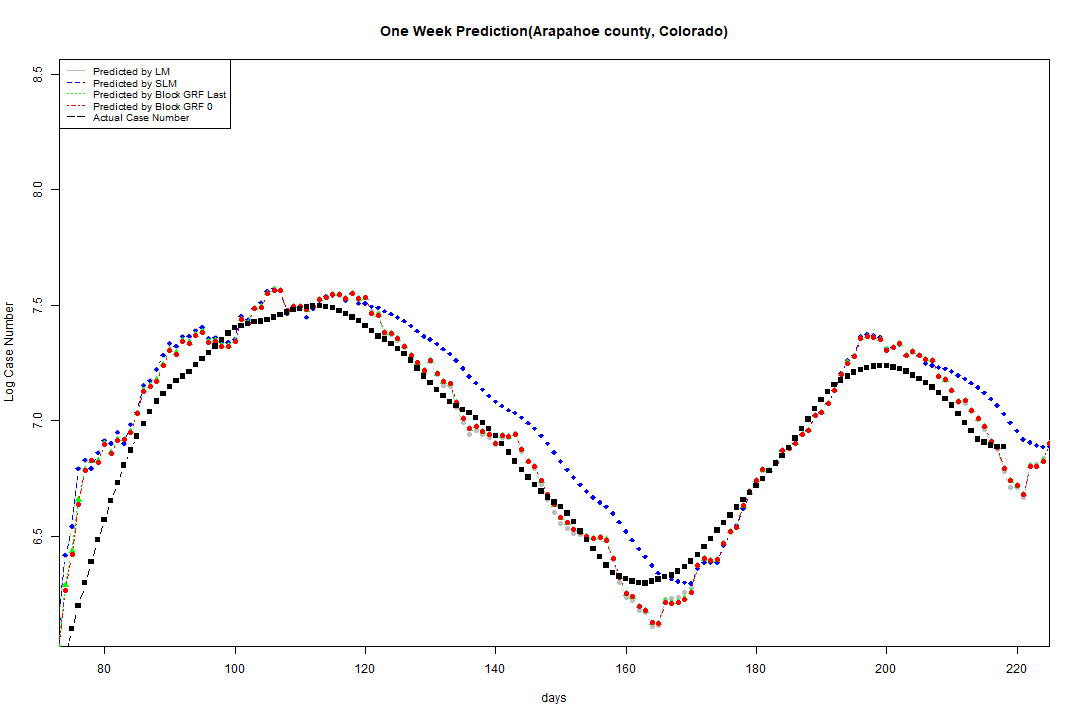 One Week Prediction(Arapahoe county, Colorado)
Predicted by LM
Predicted by SLM
Predicted by Block GRF Last
Predicted by Block GRF 0
Actual Case Number
Log Case Number
8.5
8.0
7.5
7.0
6.5
80 100 120 140 160 180 200 220
days